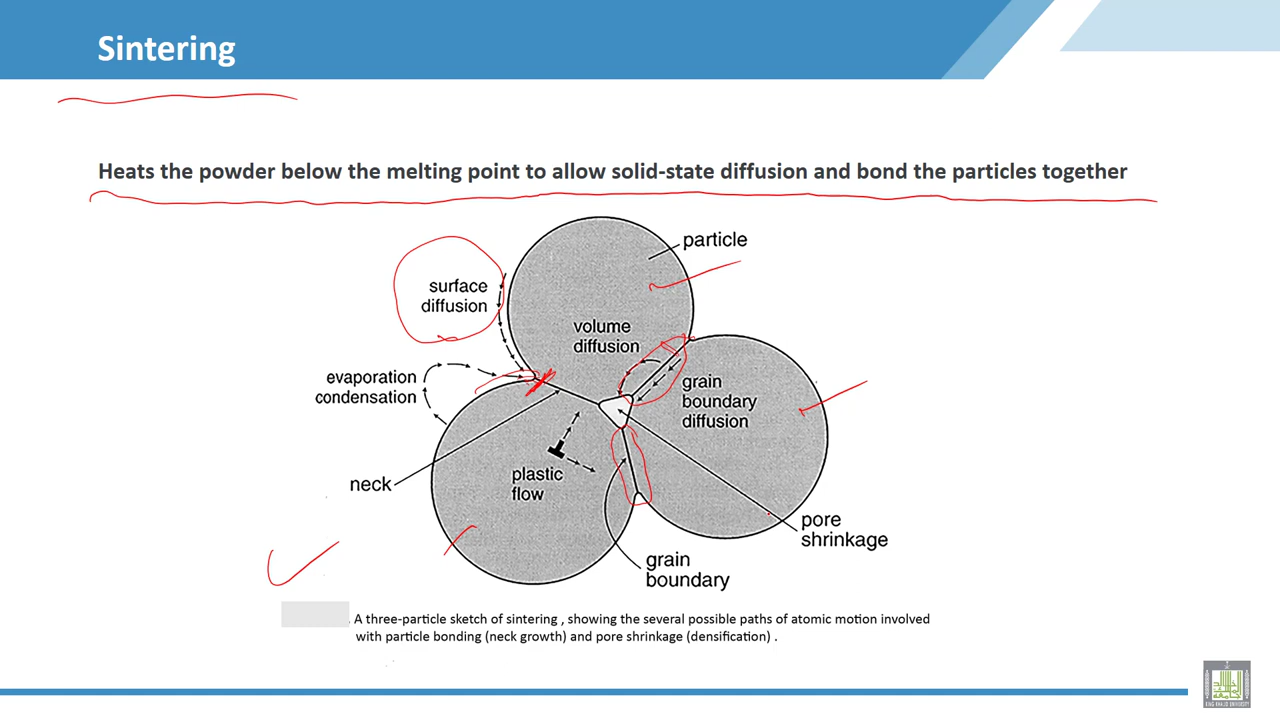 Sintering
Heats the powder below the melting point to allow solid-state diffusion and bond the particles together
particle
surface
diffusion
volume
diffusion
evaporation
condensation
grain
boundary
diffusion
neck
plastic
flow
pore
shrinkage
grain
boundary
. A three-particle sketch of sintering , showing the several possible paths of atomic motion involved
with particle bonding (neck growth) and pore shrinkage (densification) .
KING KHALID UNIVERSITY